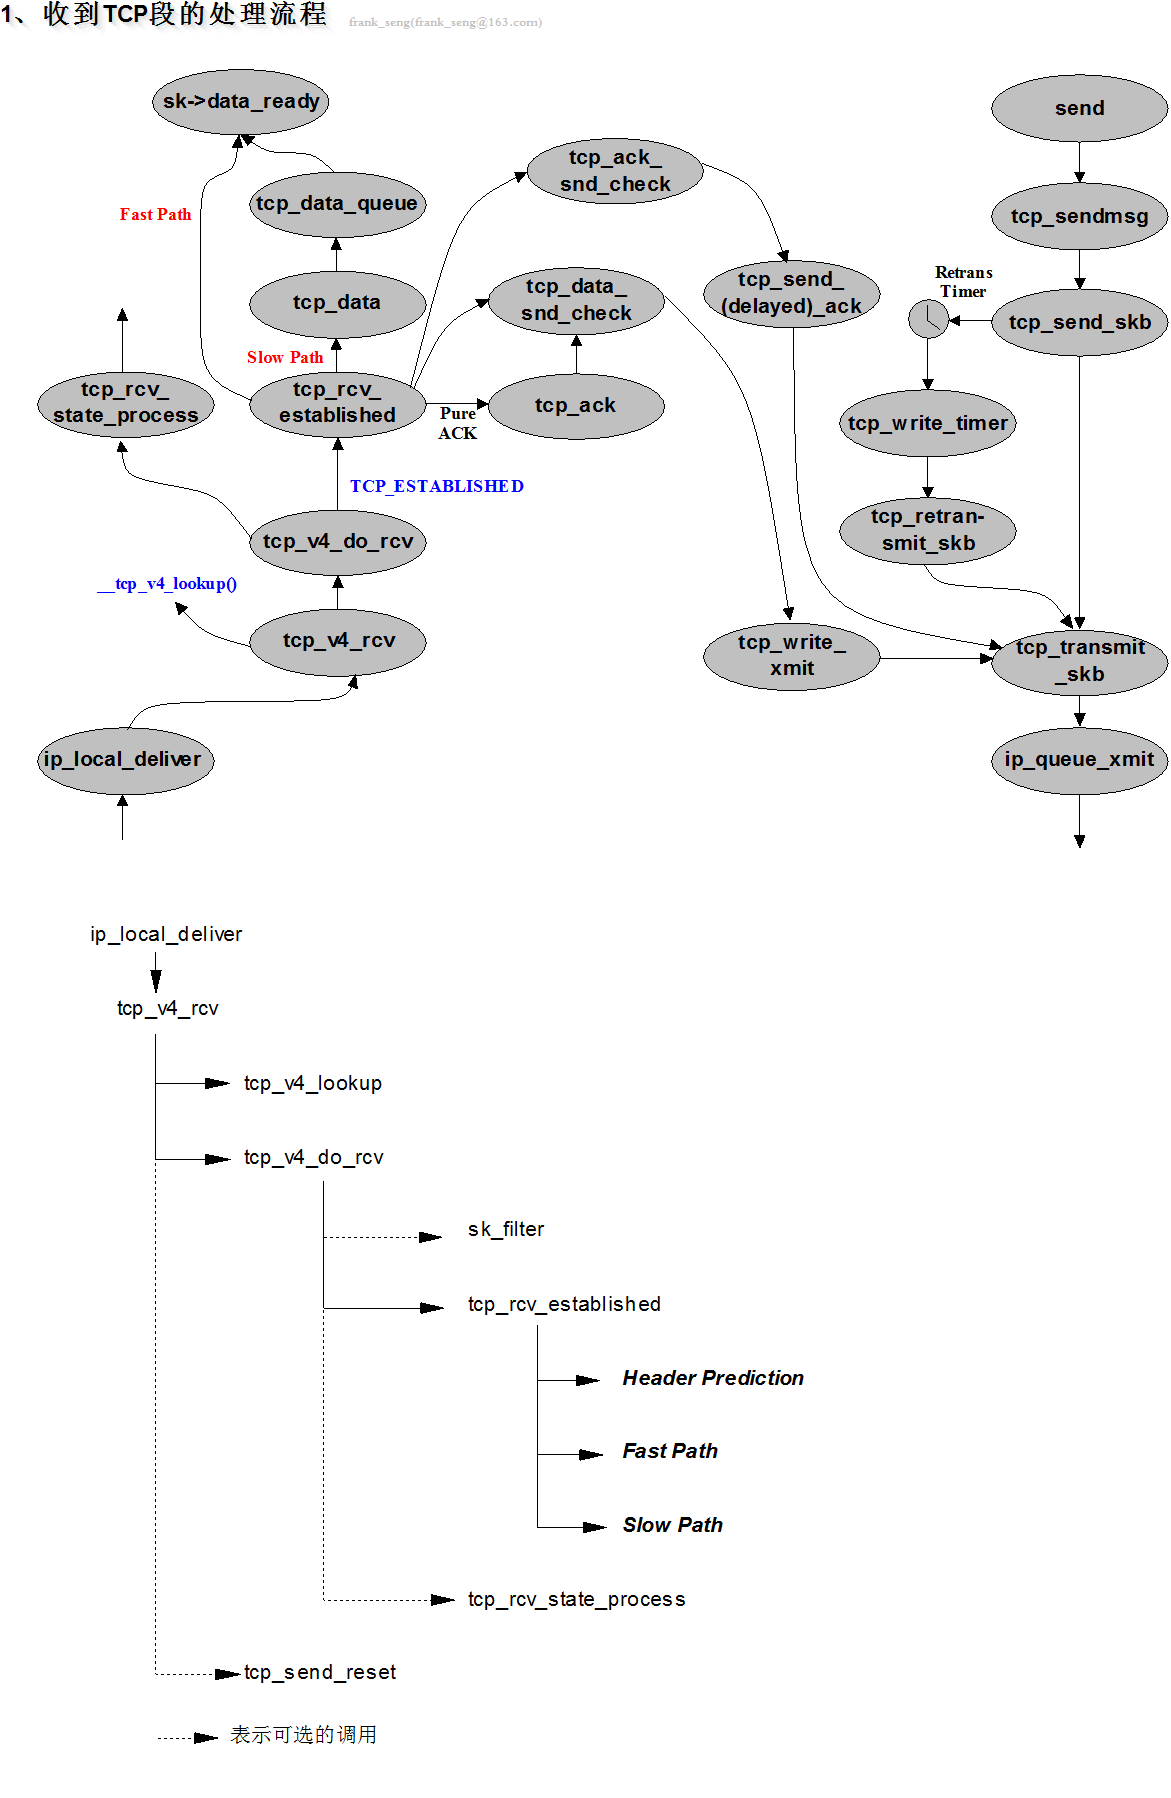 1、收到TCP段的处理流程 frank_seng(frank_seng@163.com)
sk->data_ready
send
tcp_ack_
snd_check
tcp_data_queue
Fast Path
tcp_sendmsg
tcp_data_
snd_check
tcp_send_
(delayed)_ack
Retrans
Timer
tcp_data
tcp_send_skb
Slow Path
tcp_rcv_
state_process
tcp_rcv_
established
Pure
ACK
tcp_ack
tcp_write_timer
TCP_ESTABLISHED
tcp_retran-
smit_skb
tcp_v4_do_rcv
__tcp_v4_lookup()
tcp_v4_rcv
tcp_write_
xmit
tcp_transmit
_skb
ip_local_deliver
ip_queue_xmit
ip_local_deliver
tcp_v4_rcv
tcp_v4_lookup
tcp_v4_do_rcv
sk_filter
tcp_rcv_established
Header Prediction
Fast Path
Slow Path
tcp_rcv_state_process
tcp_send_reset
表示可选的调用